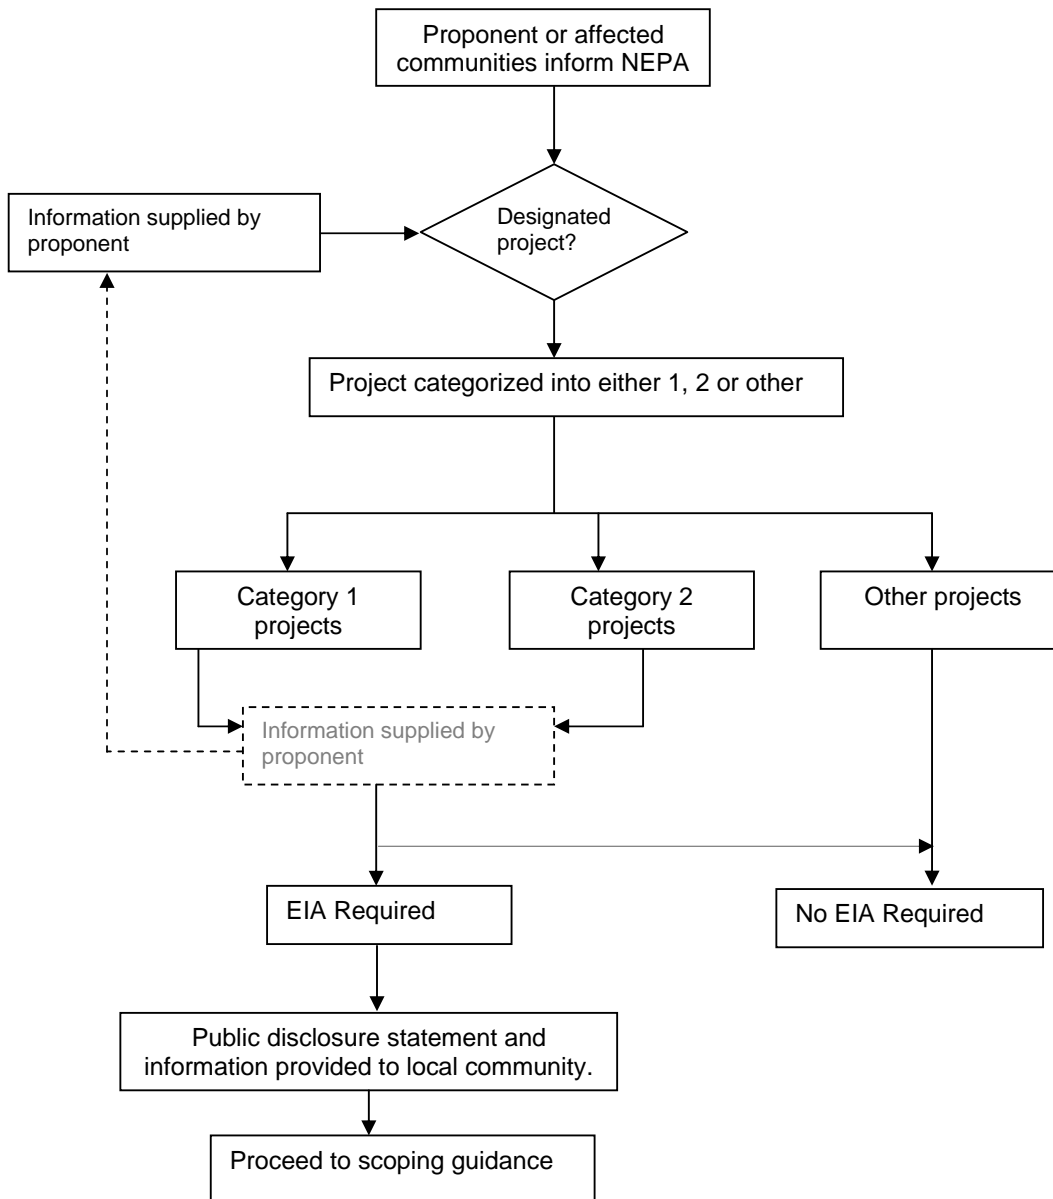 Proponent or affected
communities inform NEPA
Information supplied by
proponent
Designated
project?
Project categorized into either 1, 2 or other
Category 1
projects
Category 2
projects
Other projects
Information supplied by
proponent
EIA Required
No EIA Required
Public disclosure statement and
information provided to local community.
Proceed to scoping guidance